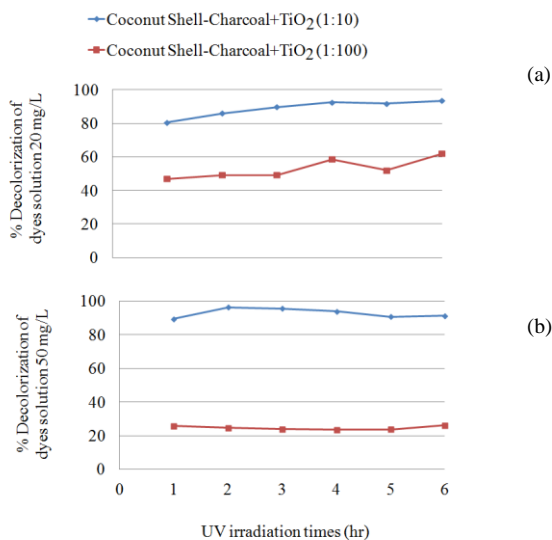 Coconut Shell-Charcoal+TiO2 (1:10)
Coconut Shell-Charcoal+TiO2 (1:100)
(a)
% Decolorization of
dyes solution 20 mg/L
100
80
60
40
20
0
(b)
% Decolorization of
dyes solution 50 mg/L
100
80
60
40
20
0
0 1 2 3 4 5 6
UV irradiation times (hr)